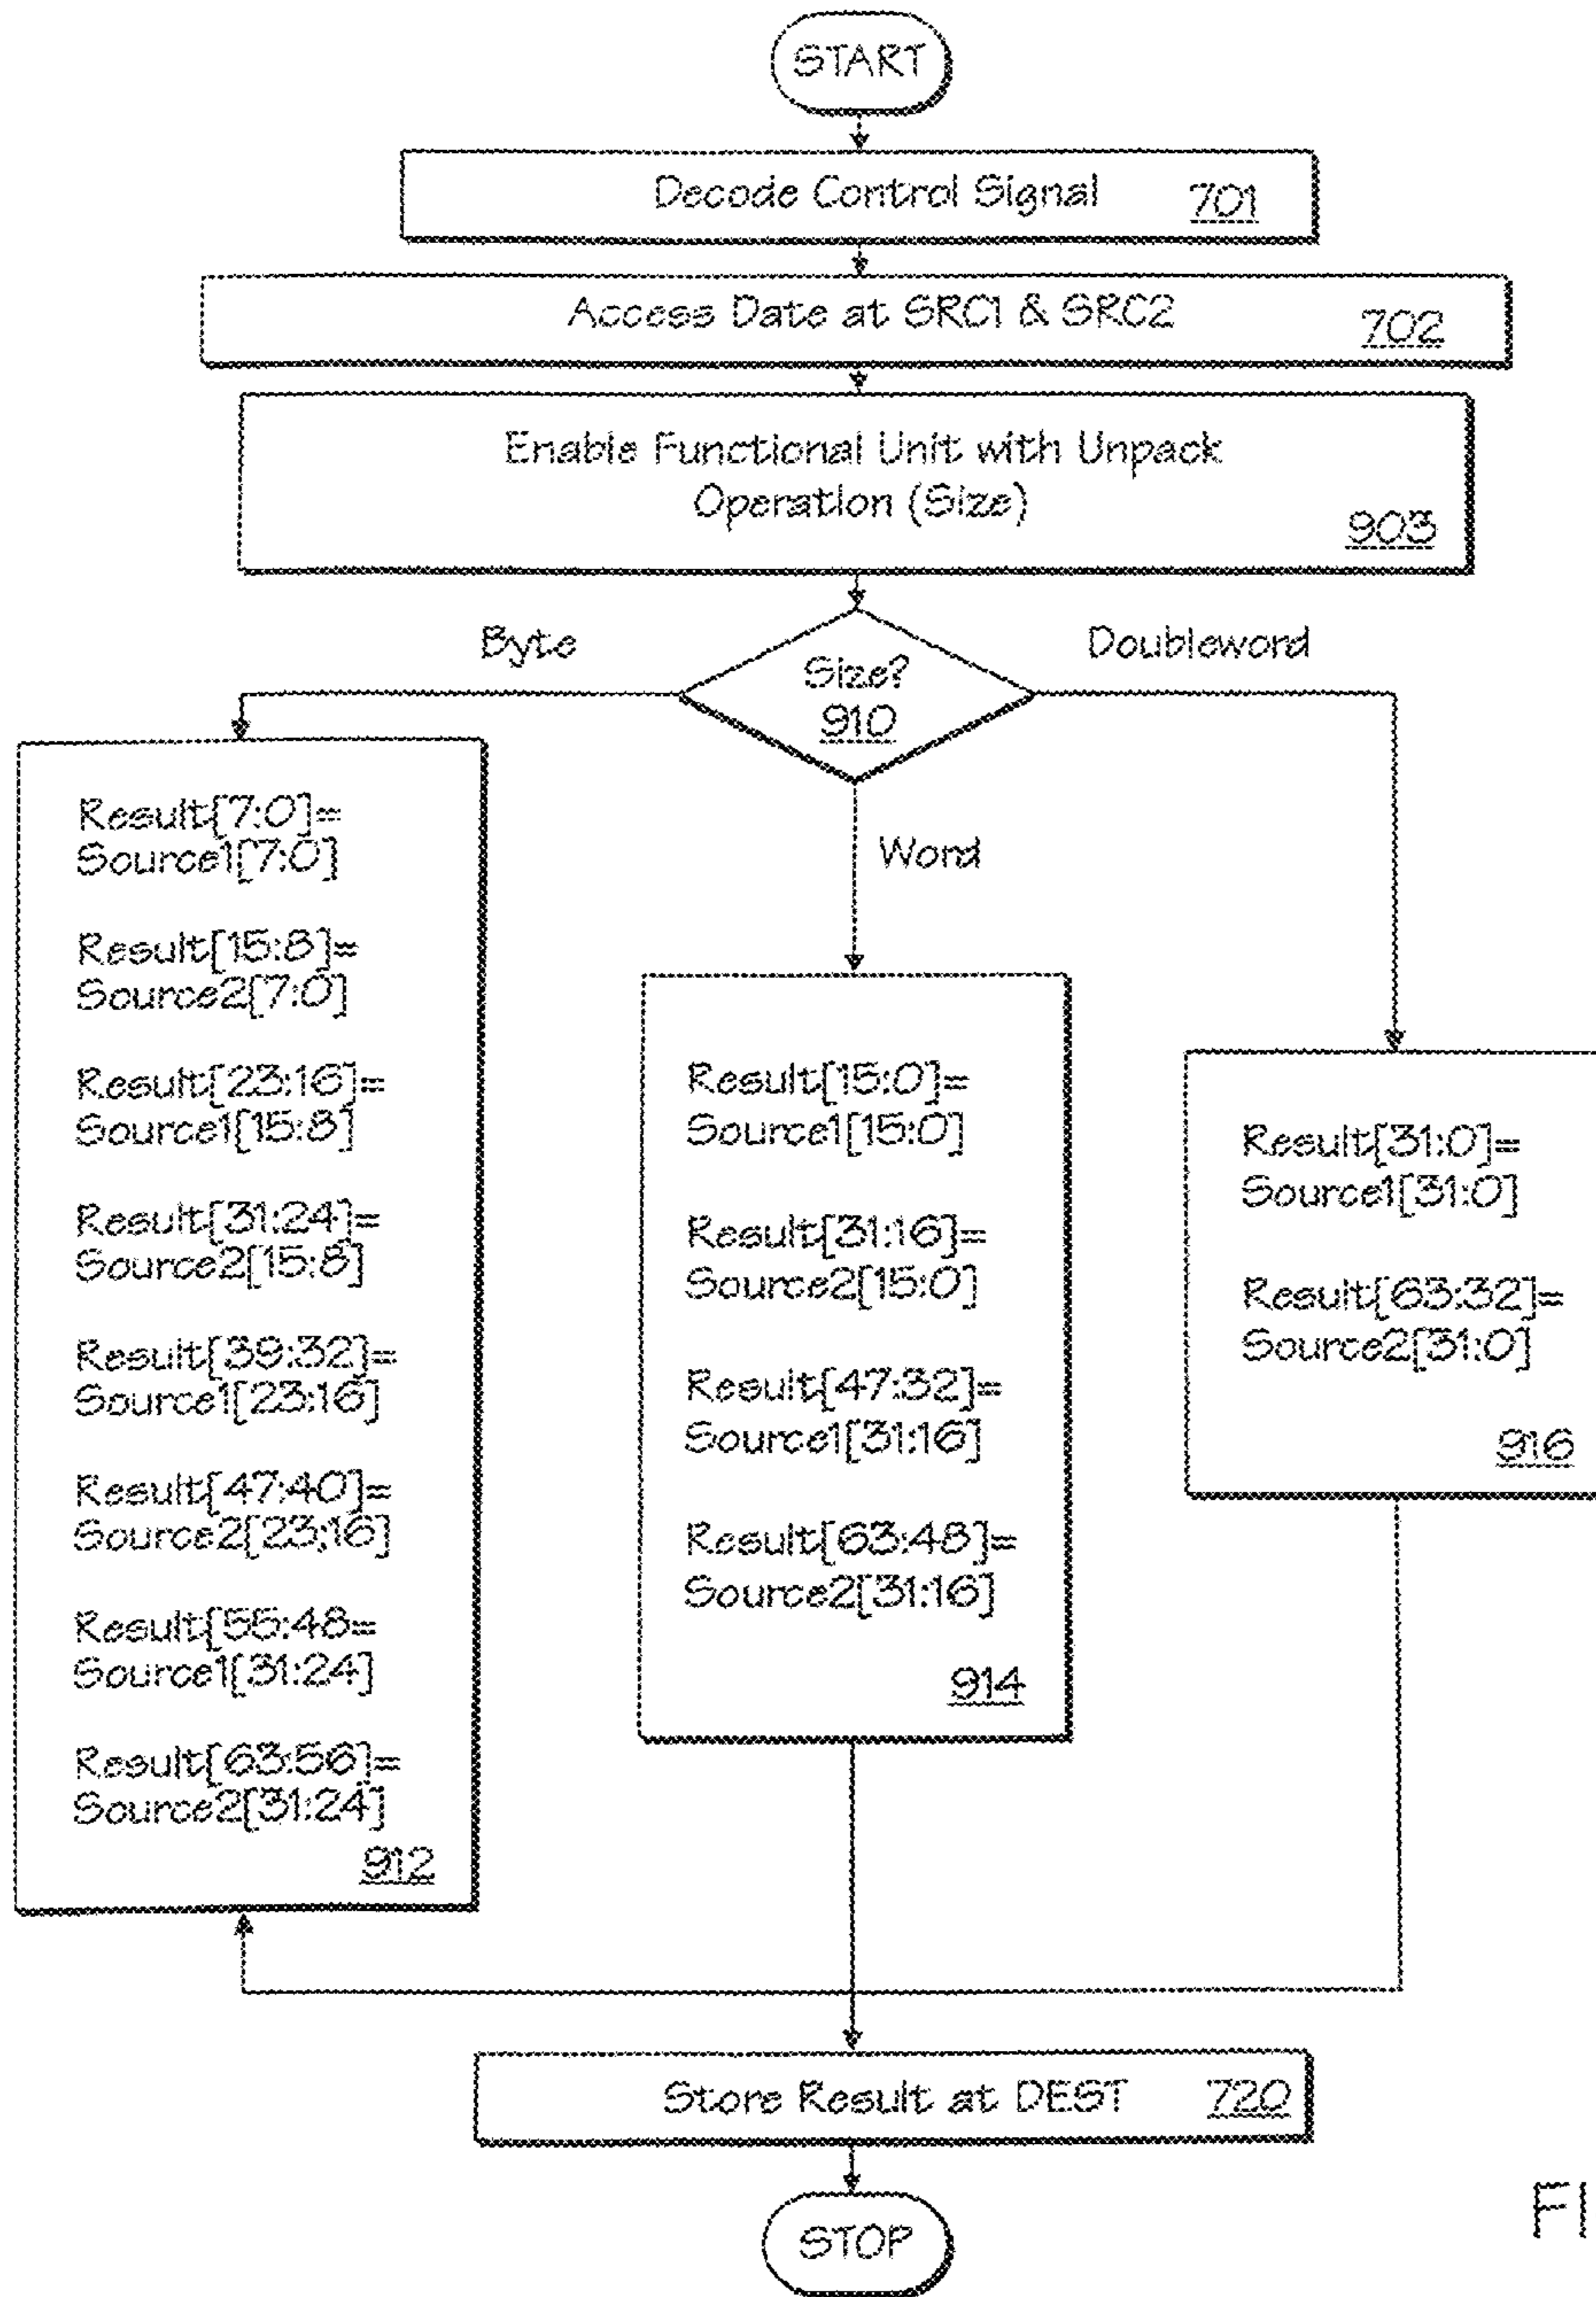 START
Decode Control Signal 701
Access Date at SRC1 & SRC2 702
Enable Functional Unit with Unpack
Operation (Size)
903
Byte
Size?
910
Doubleword
Word
Result[7:0]=
Source1[7:0]
Result[15:8]=
Source2[7:0]
Result[23:16]=
Source1[15:8]
Result[31:24]=
Source2[15:8]
Result[39:32]=
Source1[23:16]
Result[47:40]=
Source2[23:16]
Result[55:48=
Source1[31:24]
Result[63:56]=
Source2[31:24]
912
Result[15:0]=
Source1[15:0]
Result[31:16]=
Source2[15:0]
Result[47:32]=
Source1[31:16]
Result[63:48]=
Source2[31:16]
914
Result[31:0]=
Source1[31:0]
Result[63:32]=
Source2[31:0]
916
Store Result at DEST 720
STOP
FI